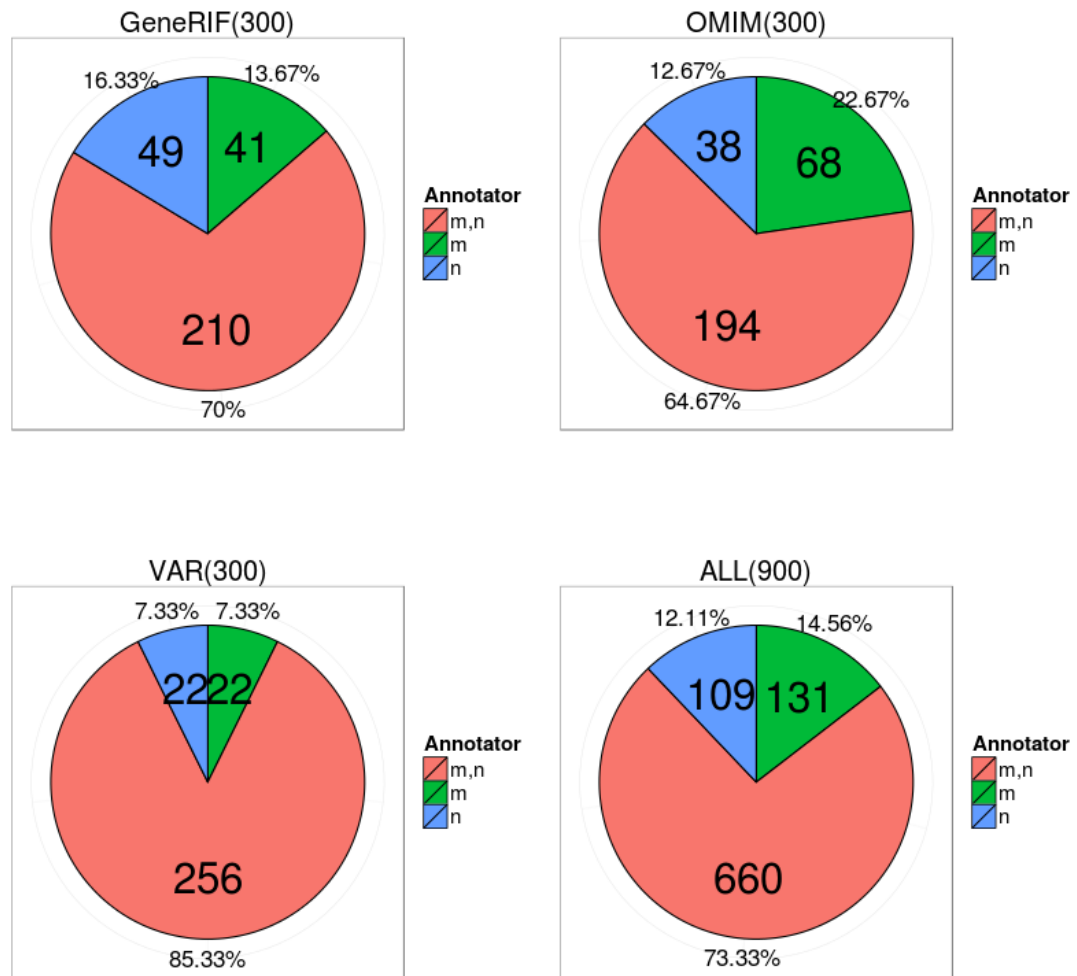 GeneRIF(300)
16.33%
13.67%
49
41
210
70%
Annotator
m,n
m
n
OMIM(300)
12.67%
22.67%
38
68
194
64.67%
Annotator
m,n
m
n
VAR(300)
7.33%
7.33%
22
22
256
85.33%
Annotator
m,n
m
n
ALL(900)
12.11%
14.56%
109
131
660
73.33%
Annotator
m,n
m
n